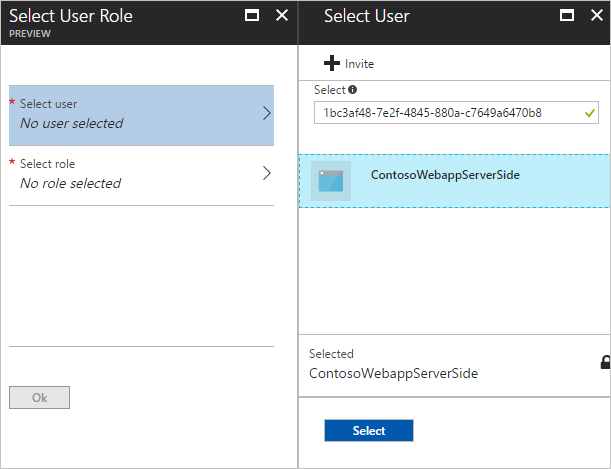 Select User Role
PREVIEW
* Select user
No user selected
* Select role
No role selected
Ok
Select User
Invite
Select
1bc3af48-7e2f-4845-880a-c7649a6470b8
ContosoWebappServerSide
Selected
ContosoWebappServerSide
Select